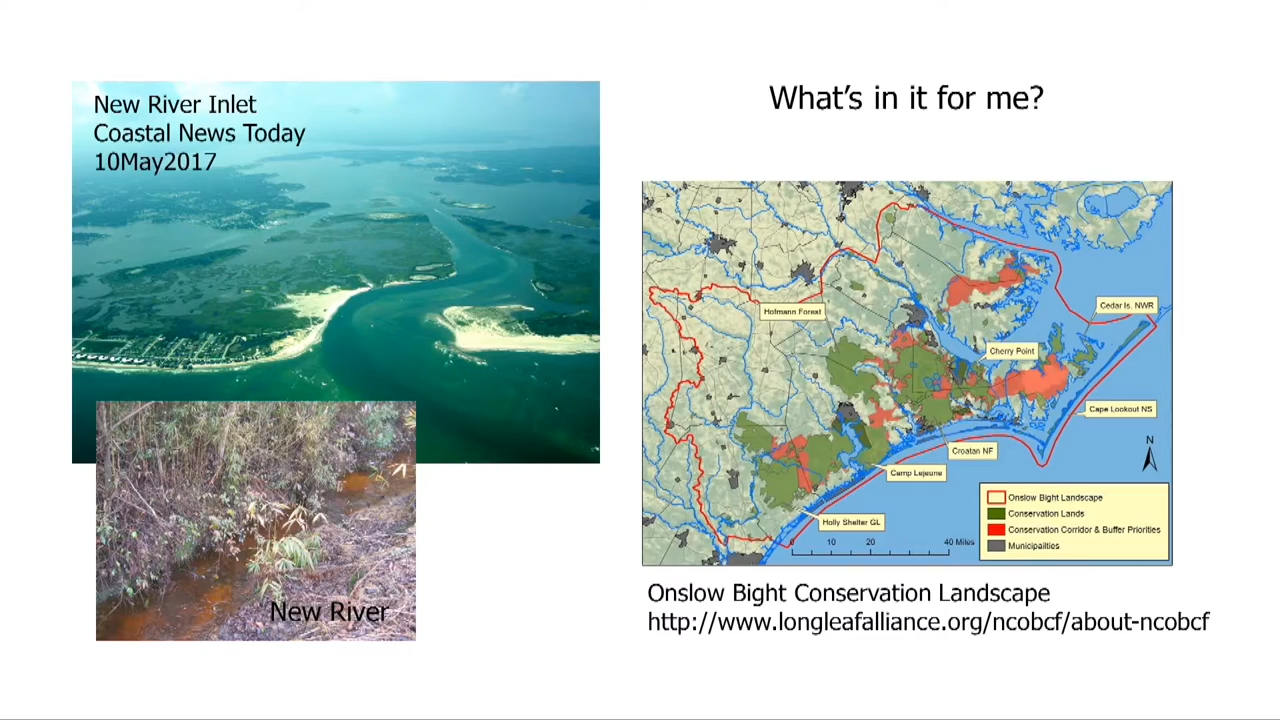 New River Inlet
Coastal News Today
10May2017
New River
What's in it for me?
Hofmann Forest
Cedar Is. NWR
Cherry Point
Cape Lookout NS
Croatan NF
Camp Lejeune
Holly Shelter GL
N
0 10 20 40 Miles
Onslow Bight Landscape
Conservation Lands
Conservation Corridor & Buffer Priorities
Municipailties
Onslow Bight Conservation Landscape
http://www.longleafalliance.org/ncobcf/about-ncobcf